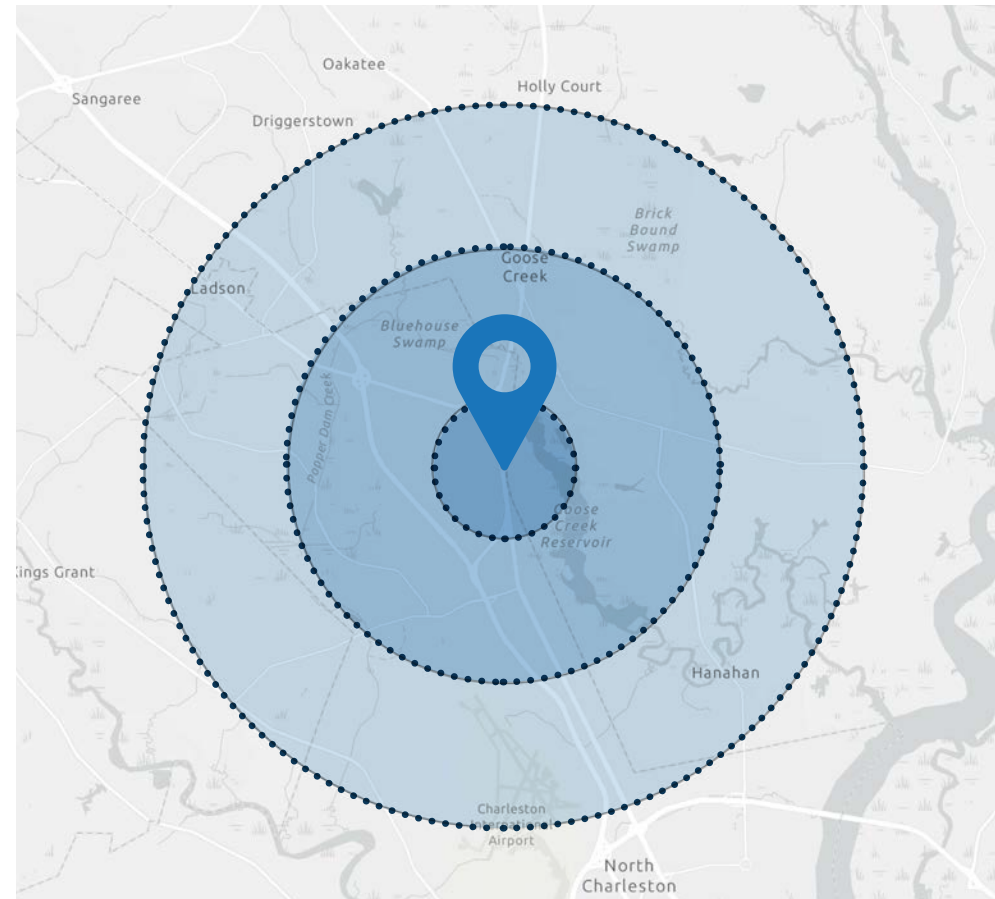 Oakatee
Holly Court
Sangaree
Driggerstown
Brick
Bound
Swamp
Goose
Creek
Ladson
Bluehouse
Swamp
Popper Dam Creek
Goose
Creek
Reservoir
Kings Grant
Hanahan
Charleston
International
Airport
North
Charleston